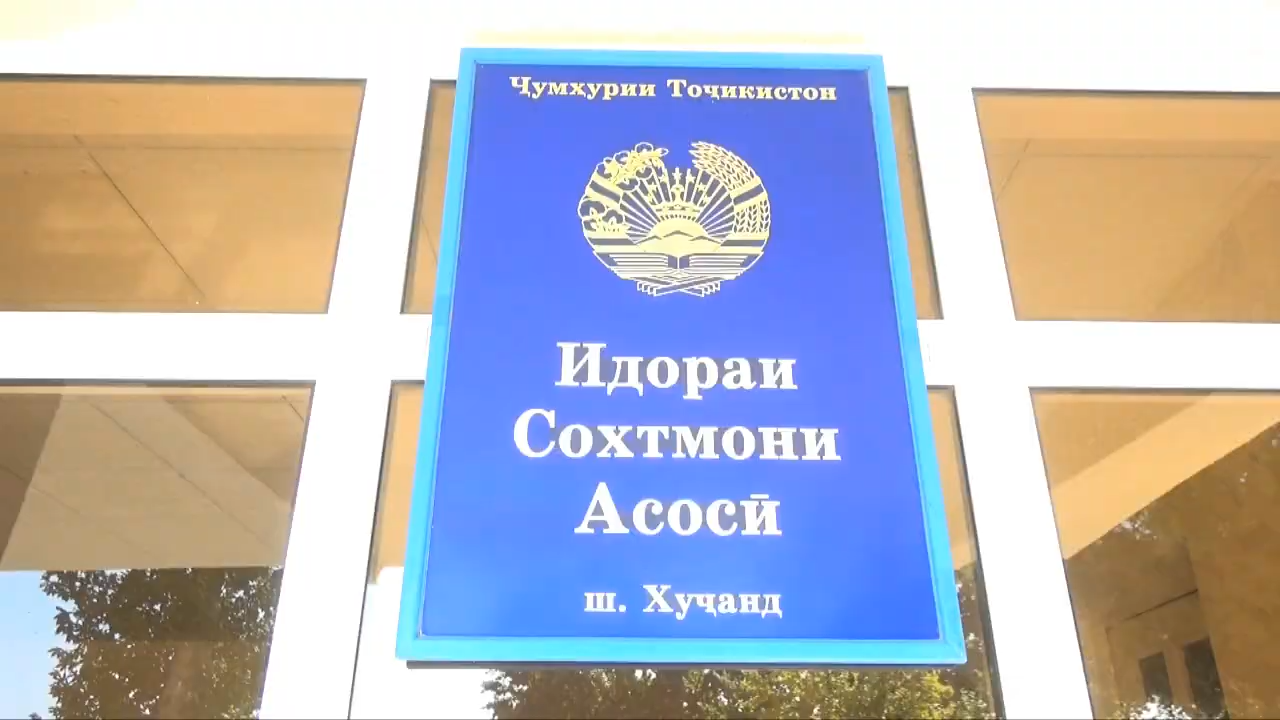 Ҷумҳурии Тоҷикистон
Идораи
Сохтмони
Асосӣ
ш. Хуҷанд